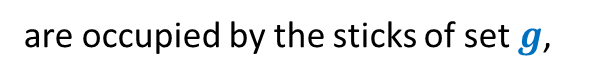 are occupied by the sticks of set g,